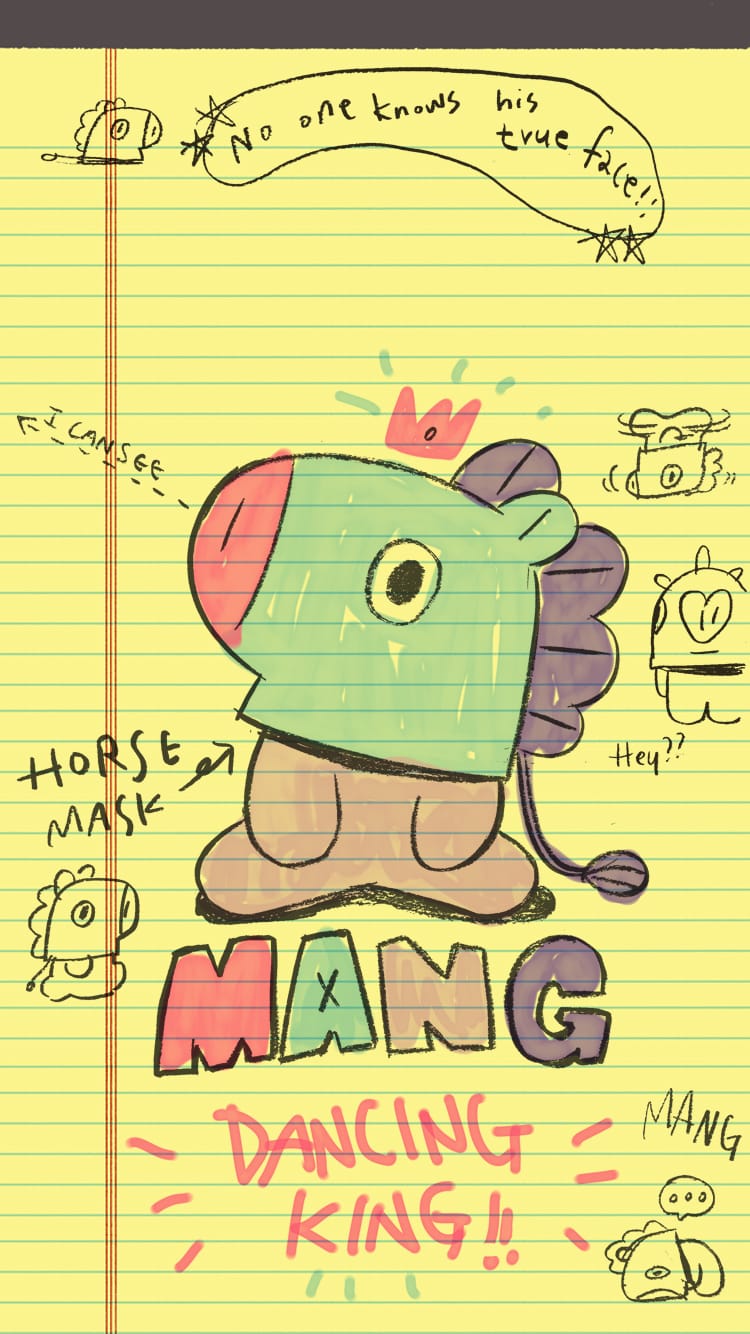 No one knows his
true face!!
I CAN SEE
Hey??
HORSE
MASK
MANG
DANCING
KING!!
MANG
...